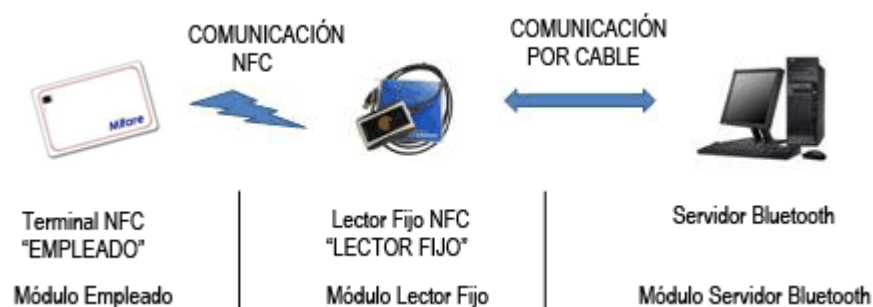 COMUNICACIÓN
NFC
COMUNICACIÓN
POR CABLE
Mifare
Terminal NFC
"EMPLEADO"
Lector Fijo NFC
"LECTOR FIJO"
Servidor Bluetooth
Módulo Empleado
Módulo Lector Fijo
Módulo Servidor Bluetooth